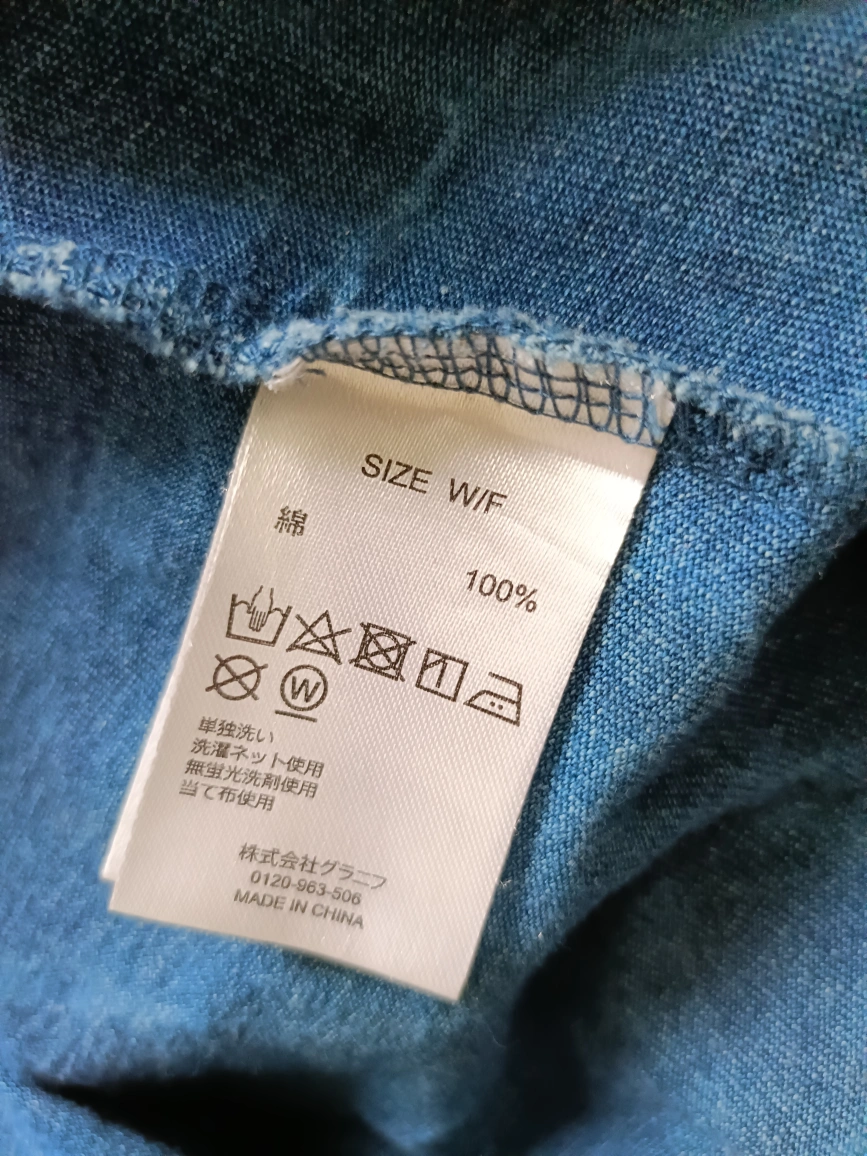 SIZE W/F
綿
100%
W
単独洗い
洗濯ネット使用
無蛍光洗剤使用
当て布使用
株式会社グラニフ
0120-963-506
MADE IN CHINA